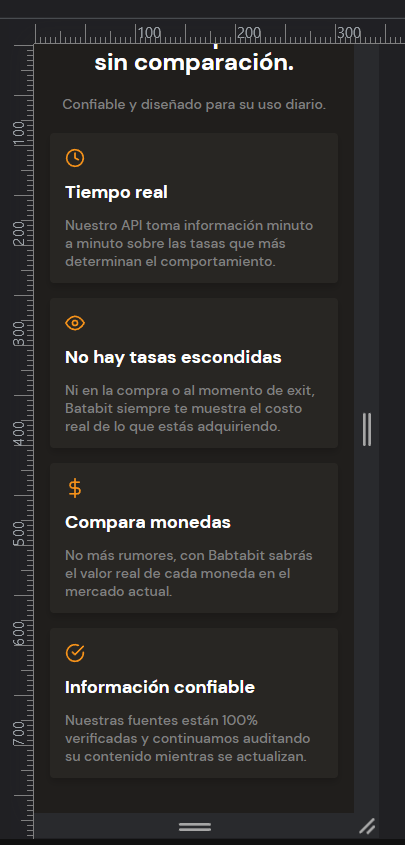 100
200
300
sin comparación.
Confiable y diseñado para su uso diario.
100
Tiempo real
Nuestro API toma información minuto
a minuto sobre las tasas que más
determinan el comportamiento.
200
300
No hay tasas escondidas
Ni en la compra o al momento de exit,
Batabit siempre te muestra el costo
real de lo que estás adquiriendo.
400
Compara monedas
500
No más rumores, con Babtabit sabrás
el valor real de cada moneda en el
mercado actual.
600
Información confiable
700
Nuestras fuentes están 100%
verificadas y continuamos auditando
su contenido mientras se actualizan.